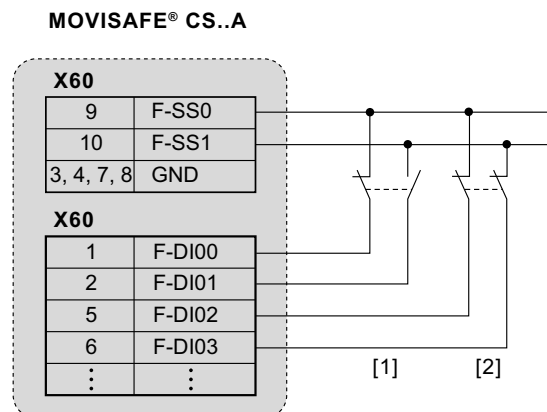 MOVISAFE® CS..A
X60
9 F-SS0
10 F-SS1
3, 4, 7, 8 GND
X60
1 F-DI00
2 F-DI01
5 F-DI02
6 F-DI03
⋮ ⋮
[1] [2]